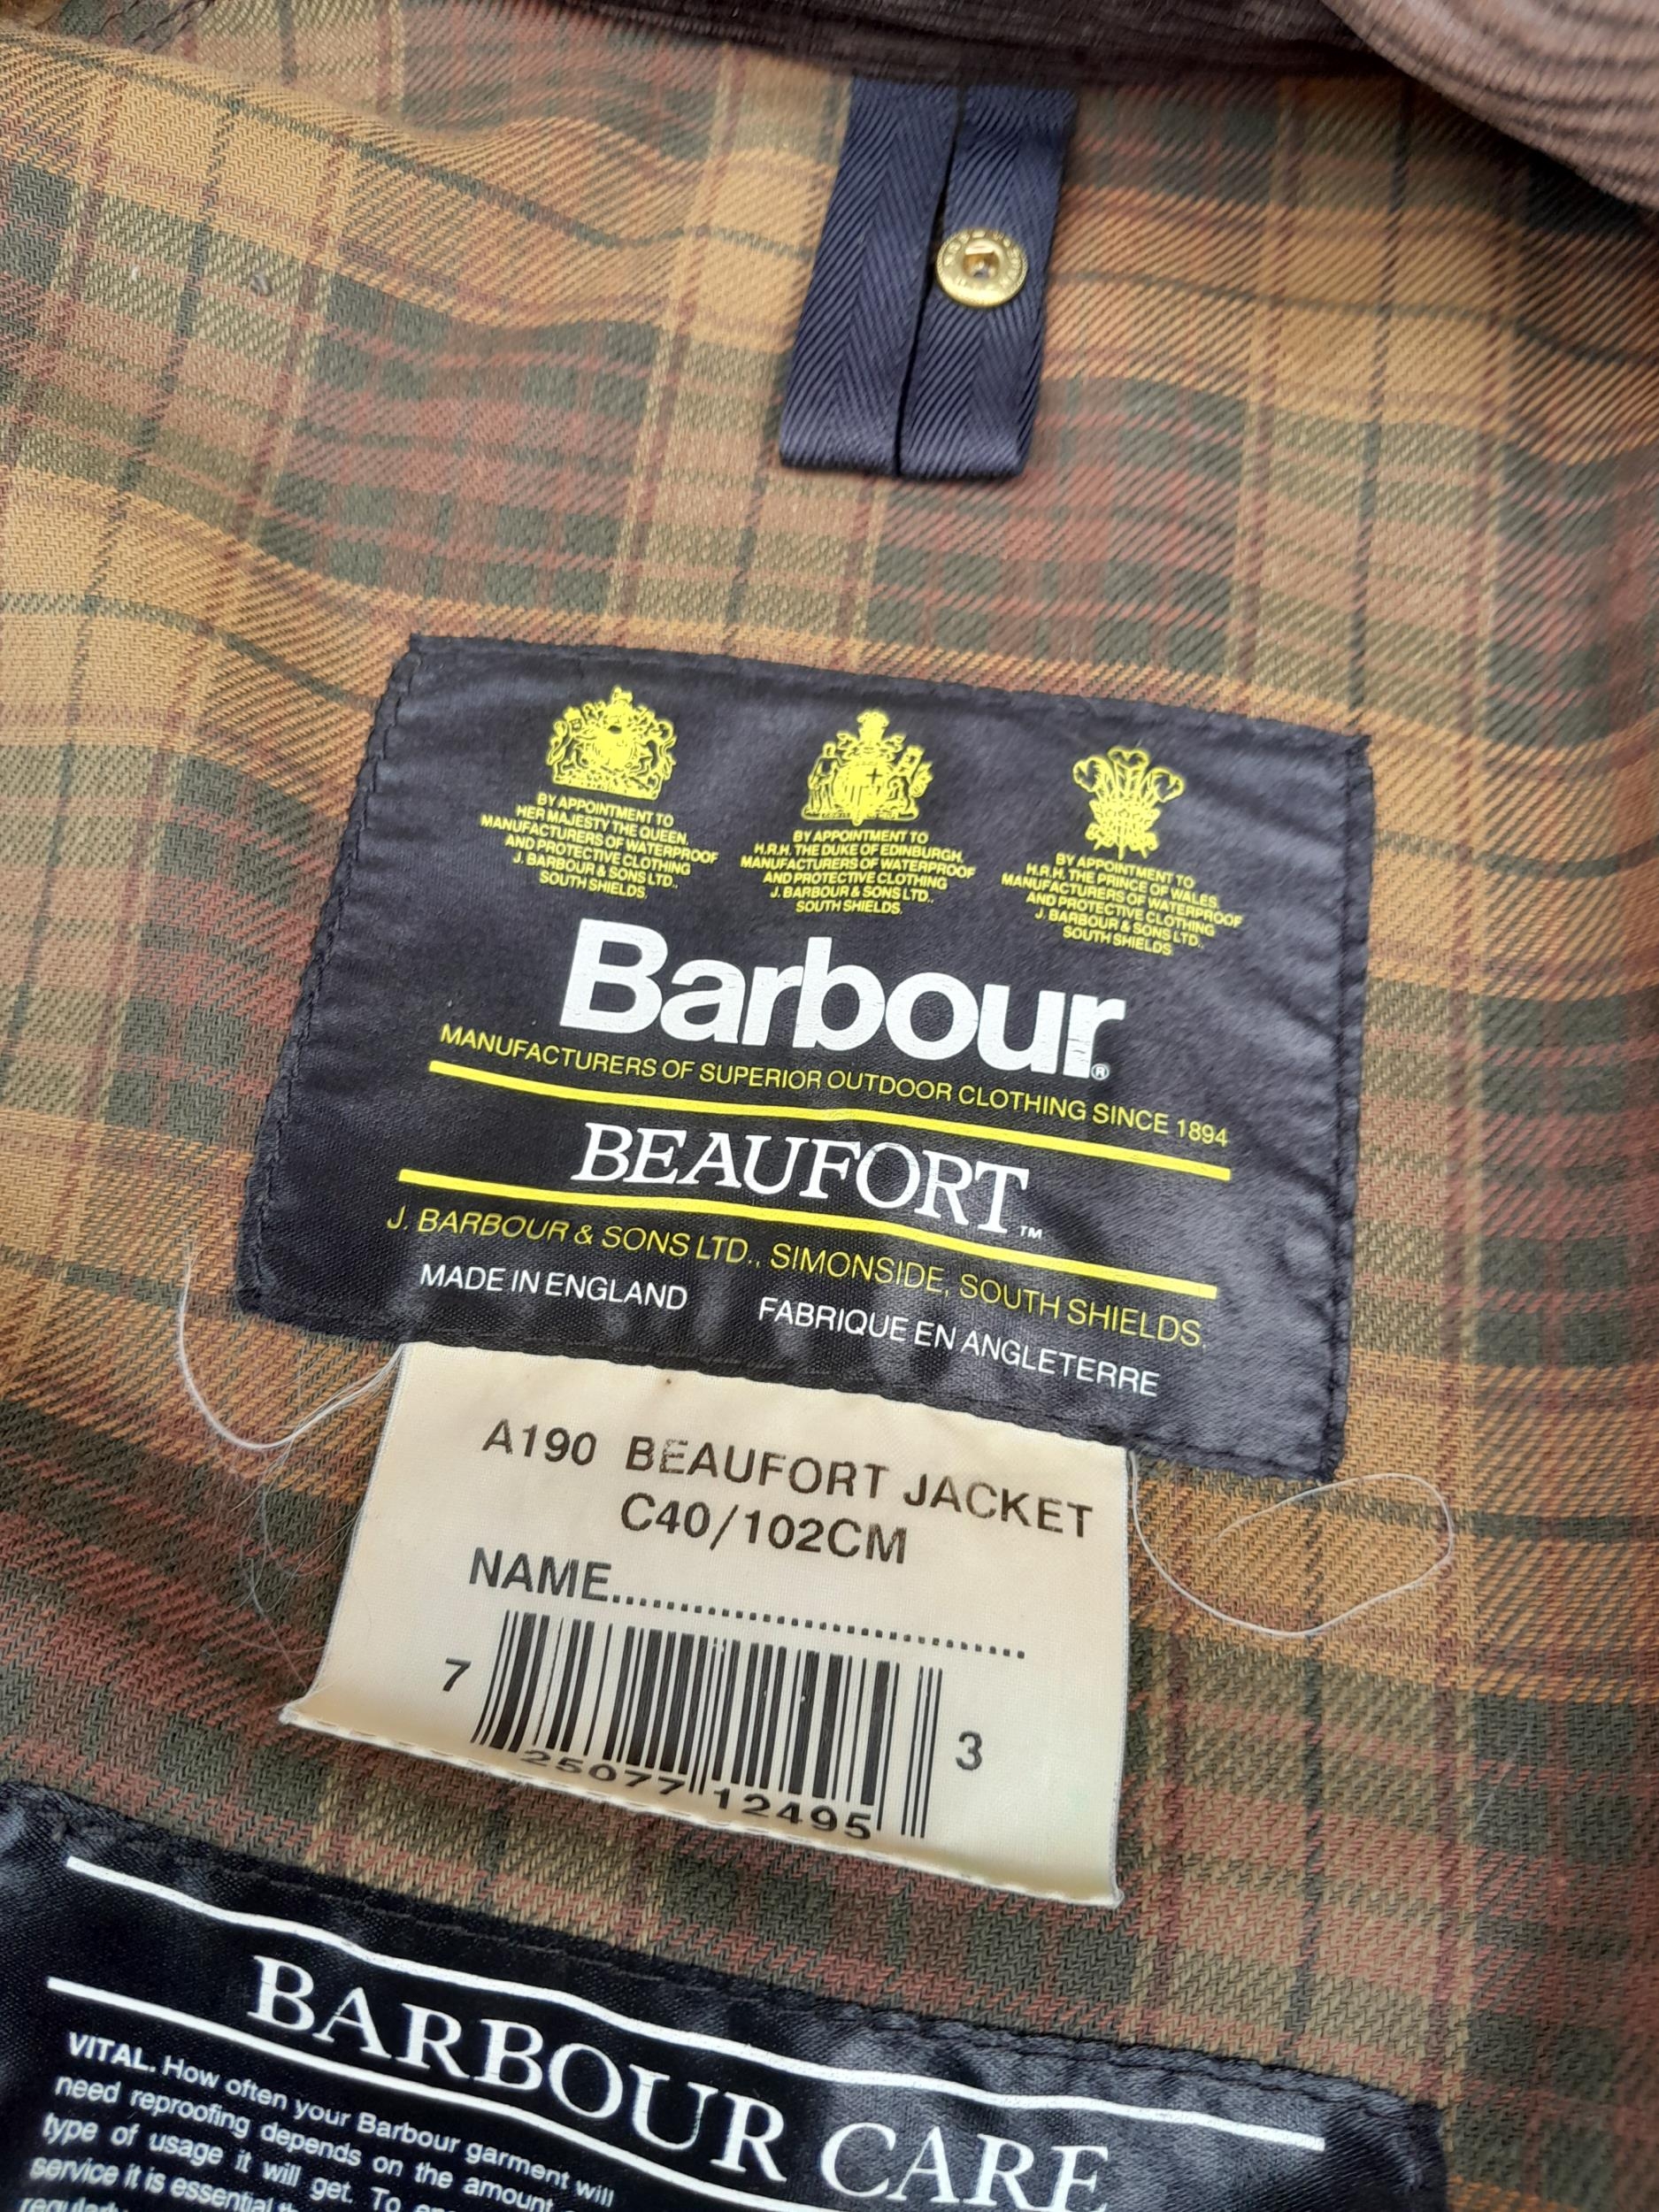 BY APPOINTMENT TO
HER MAJESTY THE QUEEN,
MANUFACTURERS OF WATERPROOF
AND PROTECTIVE CLOTHING
J. BARBOUR & SONS LTD.,
SOUTH SHIELDS.
BY APPOINTMENT TO
H.R.H. THE DUKE OF EDINBURGH,
MANUFACTURERS OF WATERPROOF
AND PROTECTIVE CLOTHING
J. BARBOUR & SONS LTD.,
SOUTH SHIELDS.
BY APPOINTMENT TO
H.R.H. THE PRINCE OF WALES,
MANUFACTURERS OF WATERPROOF
AND PROTECTIVE CLOTHING
J. BARBOUR & SONS LTD.,
SOUTH SHIELDS.
Barbour®
MANUFACTURERS OF SUPERIOR OUTDOOR CLOTHING SINCE 1894
BEAUFORT™
J. BARBOUR & SONS LTD., SIMONSIDE, SOUTH SHIELDS.
MADE IN ENGLAND FABRIQUE EN ANGLETERRE
A190 BEAUFORT JACKET
C40/102CM
NAME..............................
7 25077 12495 3
BARBOUR CARE
VITAL. How often your Barbour garment will
need reproofing depends on the amount
type of usage it will get. To
service it is essential